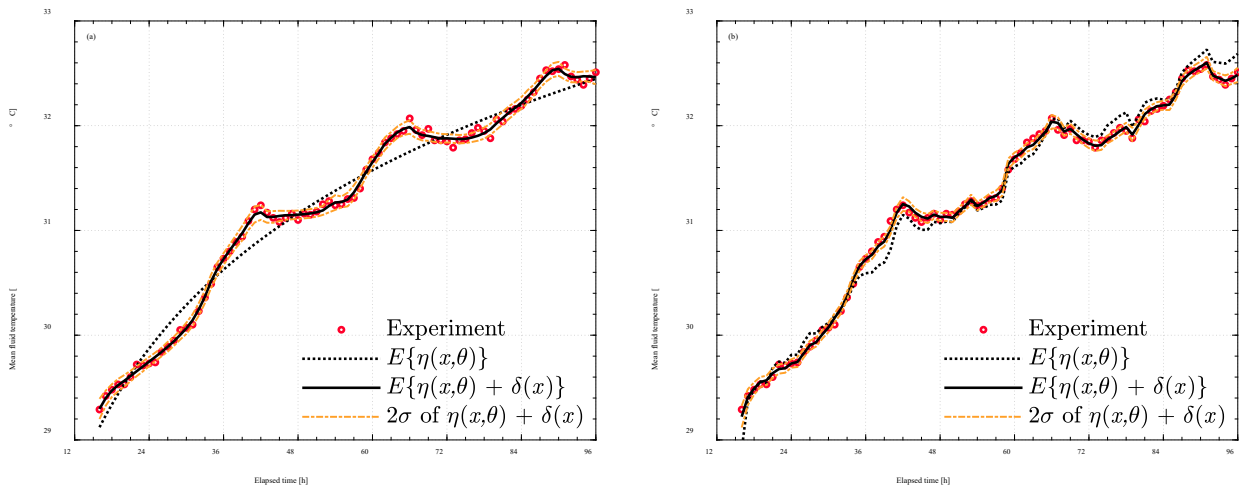 33
(a)
32
31
30
29
° C]
Mean fluid temperature [
Experiment
E{η(x,θ)}
E{η(x,θ) + δ(x)}
2σ of η(x,θ) + δ(x)
12 24 36 48 60 72 84 96
Elapsed time [h]
33
(b)
32
31
30
29
° C]
Mean fluid temperature [
Experiment
E{η(x,θ)}
E{η(x,θ) + δ(x)}
2σ of η(x,θ) + δ(x)
12 24 36 48 60 72 84 96
Elapsed time [h]